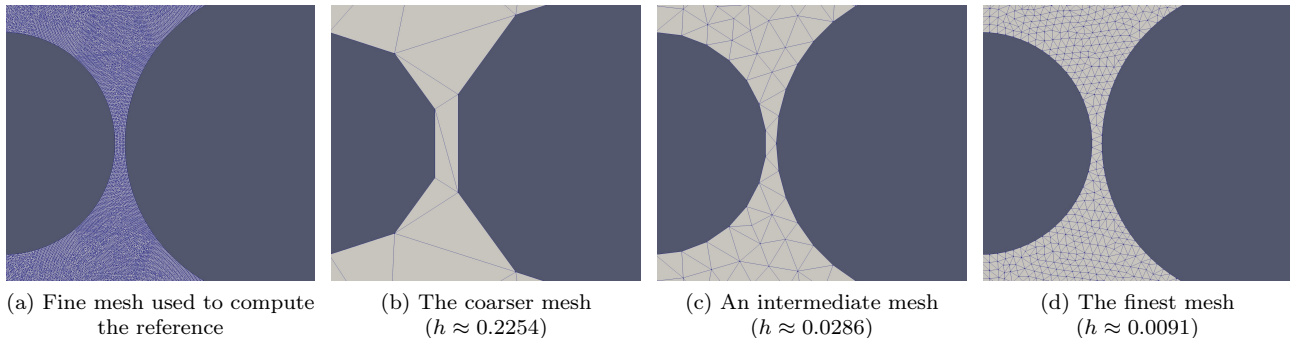 (a) Fine mesh used to compute
the reference
(b) The coarser mesh
(h ≈ 0.2254)
(c) An intermediate mesh
(h ≈ 0.0286)
(d) The finest mesh
(h ≈ 0.0091)